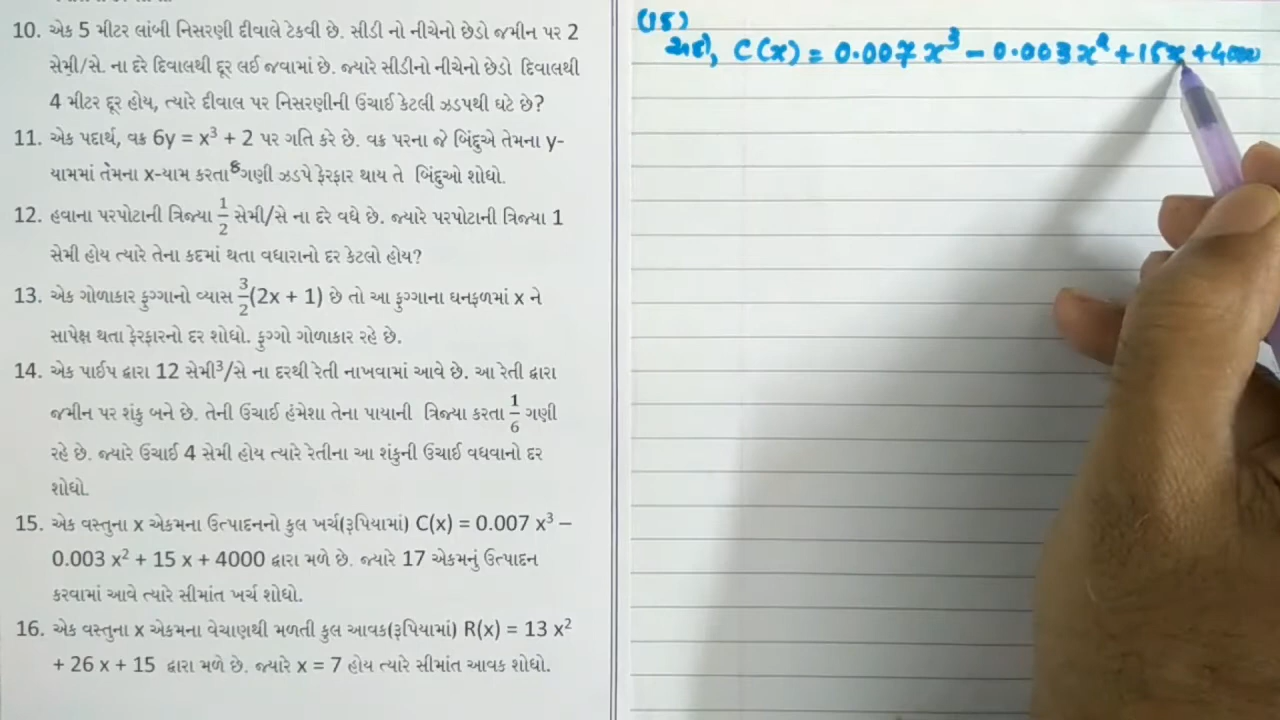 10. એક 5 મીટર લાંબી નિસરણી દીવાલે ટેકવી છે. સીડી નો નીચેનો છેડો જમીન પર 2
સેમી/સે. ના દરે દિવાલથી દૂર લઈ જવામાં છે. જ્યારે સીડીનો નીચેનો છેડો દિવાલથી
4 મીટર દૂર હોય, ત્યારે દીવાલ પર નિસરણીની ઉચાઈ કેટલી ઝડપથી ઘટે છે?
11. એક પદાર્થ, વક્ર 6y = x³ + 2 પર ગતિ કરે છે. વક્ર પરના જે બિંદુએ તેમના y-
યામમાં તેમના x-યામ કરતા 8 ગણી ઝડપે ફેરફાર થાય તે બિંદુઓ શોધો.
12. હવાના પરપોટાની ત્રિજ્યા 1/2 સેમી/સે ના દરે વધે છે. જ્યારે પરપોટાની ત્રિજ્યા 1
સેમી હોય ત્યારે તેના કદમાં થતા વધારાનો દર કેટલો હોય?
13. એક ગોળાકાર ફુગ્ગાનો વ્યાસ 3/2(2x + 1) છે તો આ ફુગ્ગાના ઘનફળમાં x ને
સાપેક્ષ થતા ફેરફારનો દર શોધો. ફુગ્ગો ગોળાકાર રહે છે.
14. એક પાઈપ દ્વારા 12 સેમી³/સે ના દરથી રેતી નાખવામાં આવે છે. આ રેતી દ્વારા
જમીન પર શંકુ બને છે. તેની ઉચાઈ હંમેશા તેના પાયાની ત્રિજ્યા કરતા 1/6 ગણી
રહે છે. જ્યારે ઉચાઈ 4 સેમી હોય ત્યારે રેતીના આ શંકુની ઉચાઈ વધવાનો દર
શોધો.
15. એક વસ્તુના x એકમના ઉત્પાદનનો કુલ ખર્ચ(રૂપિયામાં) C(x) = 0.007 x³ –
0.003 x² + 15 x + 4000 દ્વારા મળે છે. જ્યારે 17 એકમનું ઉત્પાદન
કરવામાં આવે ત્યારે સીમાંત ખર્ચ શોધો.
16. એક વસ્તુના x એકમના વેચાણથી મળતી કુલ આવક(રૂપિયામાં) R(x) = 13 x²
+ 26 x + 15 દ્વારા મળે છે. જ્યારે x = 7 હોય ત્યારે સીમાંત આવક શોધો.
(15)
અહીં, C(x) = 0.007x³ – 0.003x² + 15x + 4000